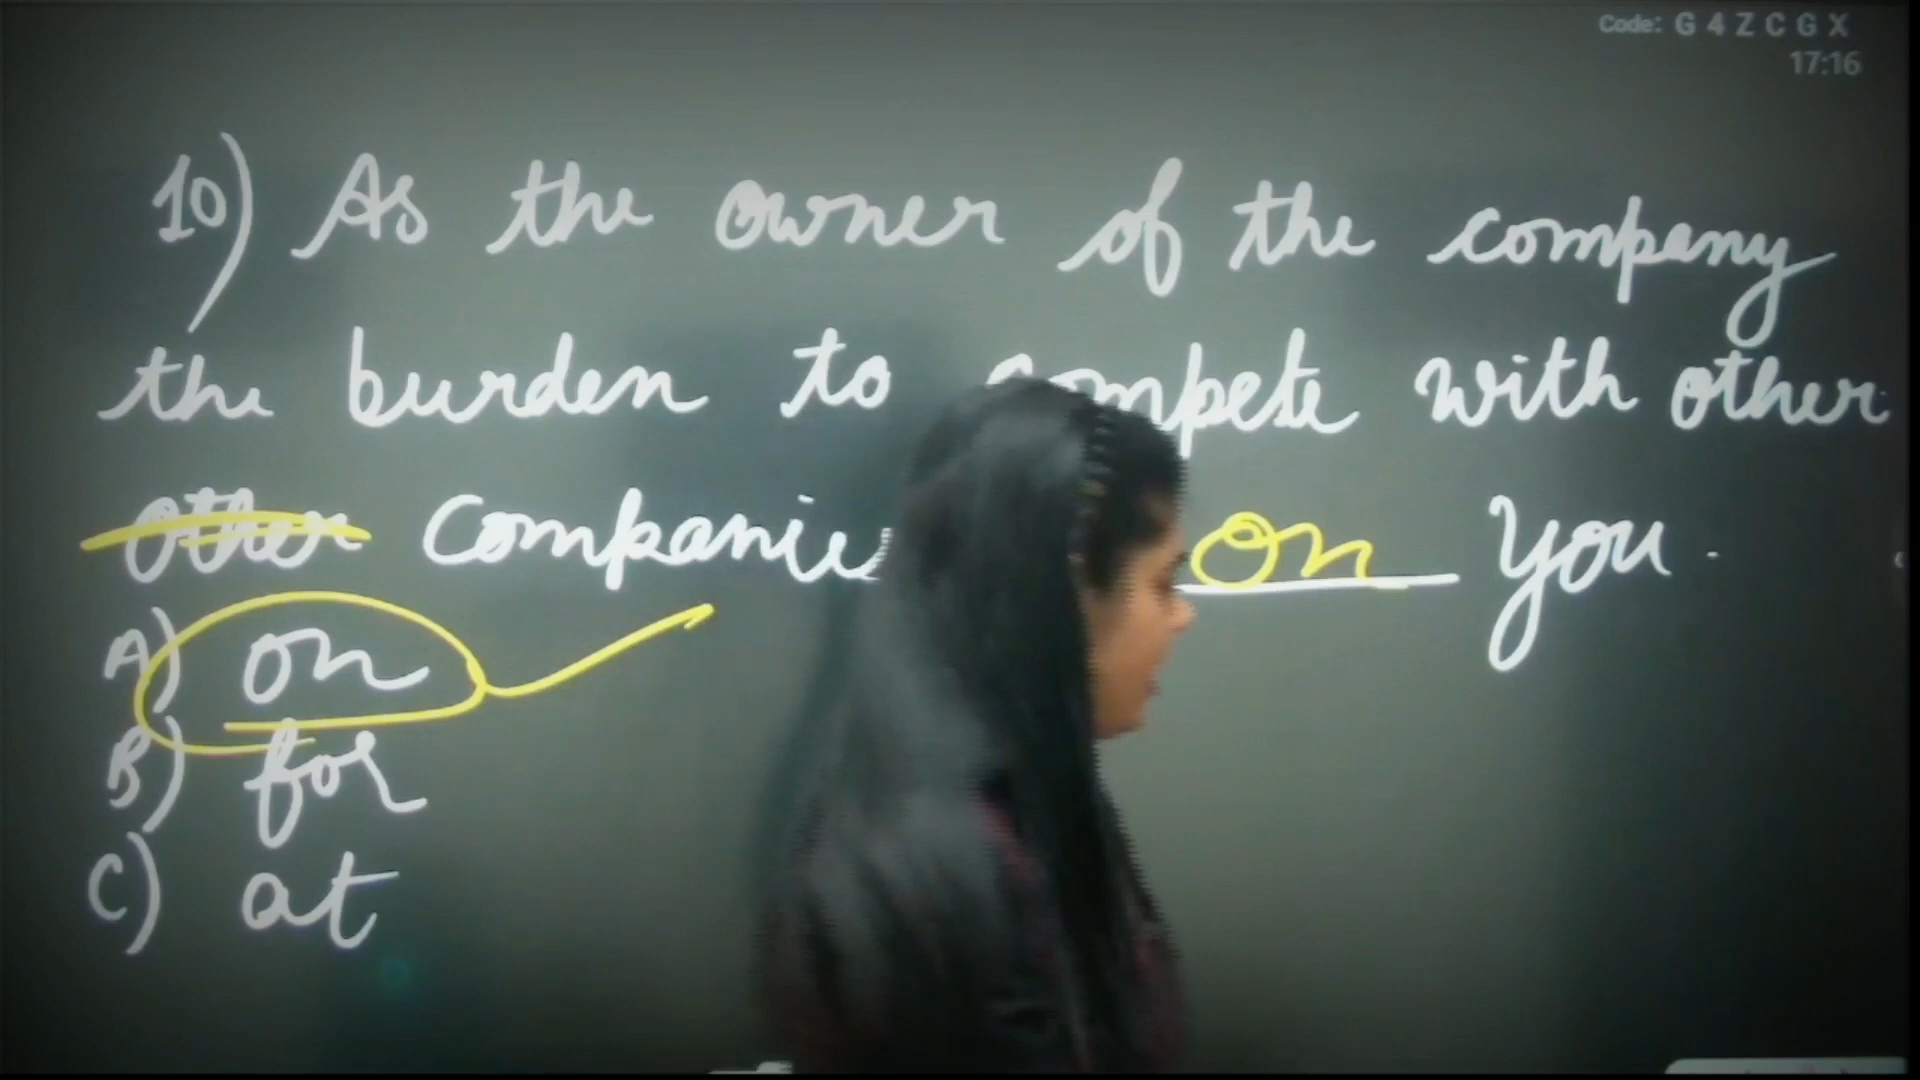 Code: G 4 Z C G X
17:16
10) As the owner of the company
the burden to compete with other
other companie on you.
A) on
B) for
C) at